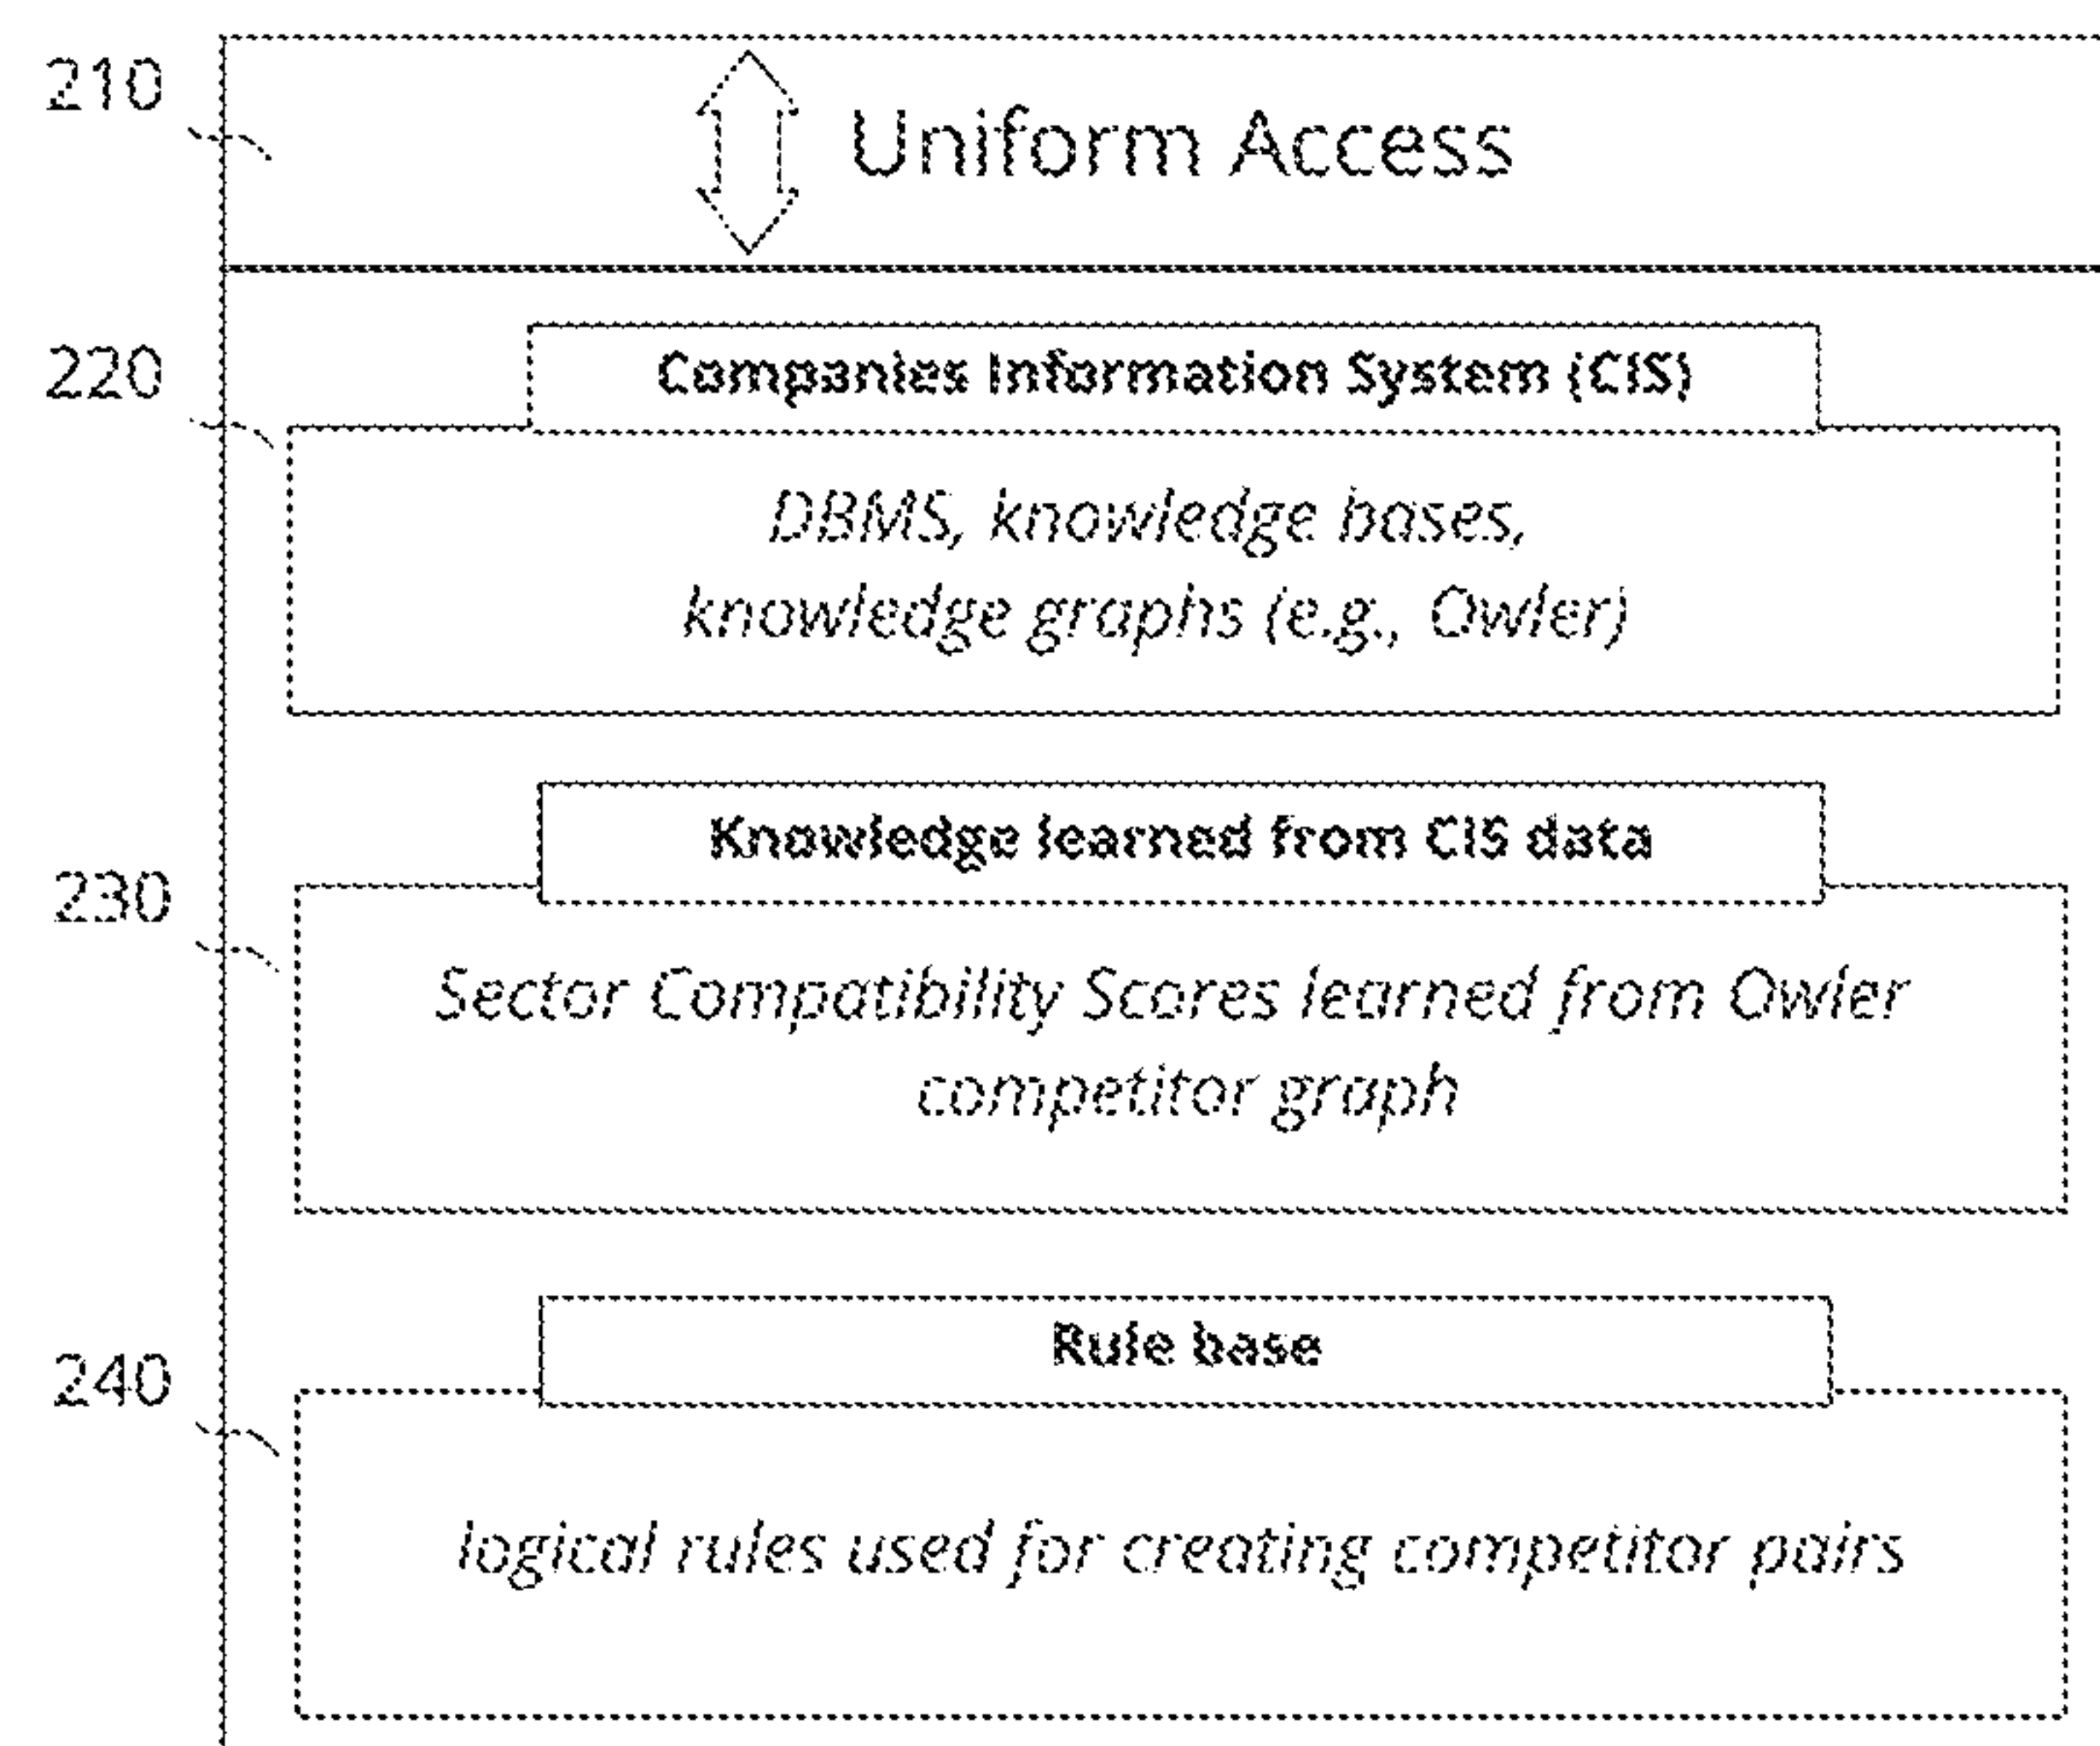 210
Uniform Access
220
Companies Information System (CIS)
DBMS, knowledge bases,
knowledge graphs (e.g., Owler)
Knowledge learned from CIS data
230
Sector Compatibility Scores learned from Owler
competitor graph
Rule base
240
logical rules used for creating competitor pairs